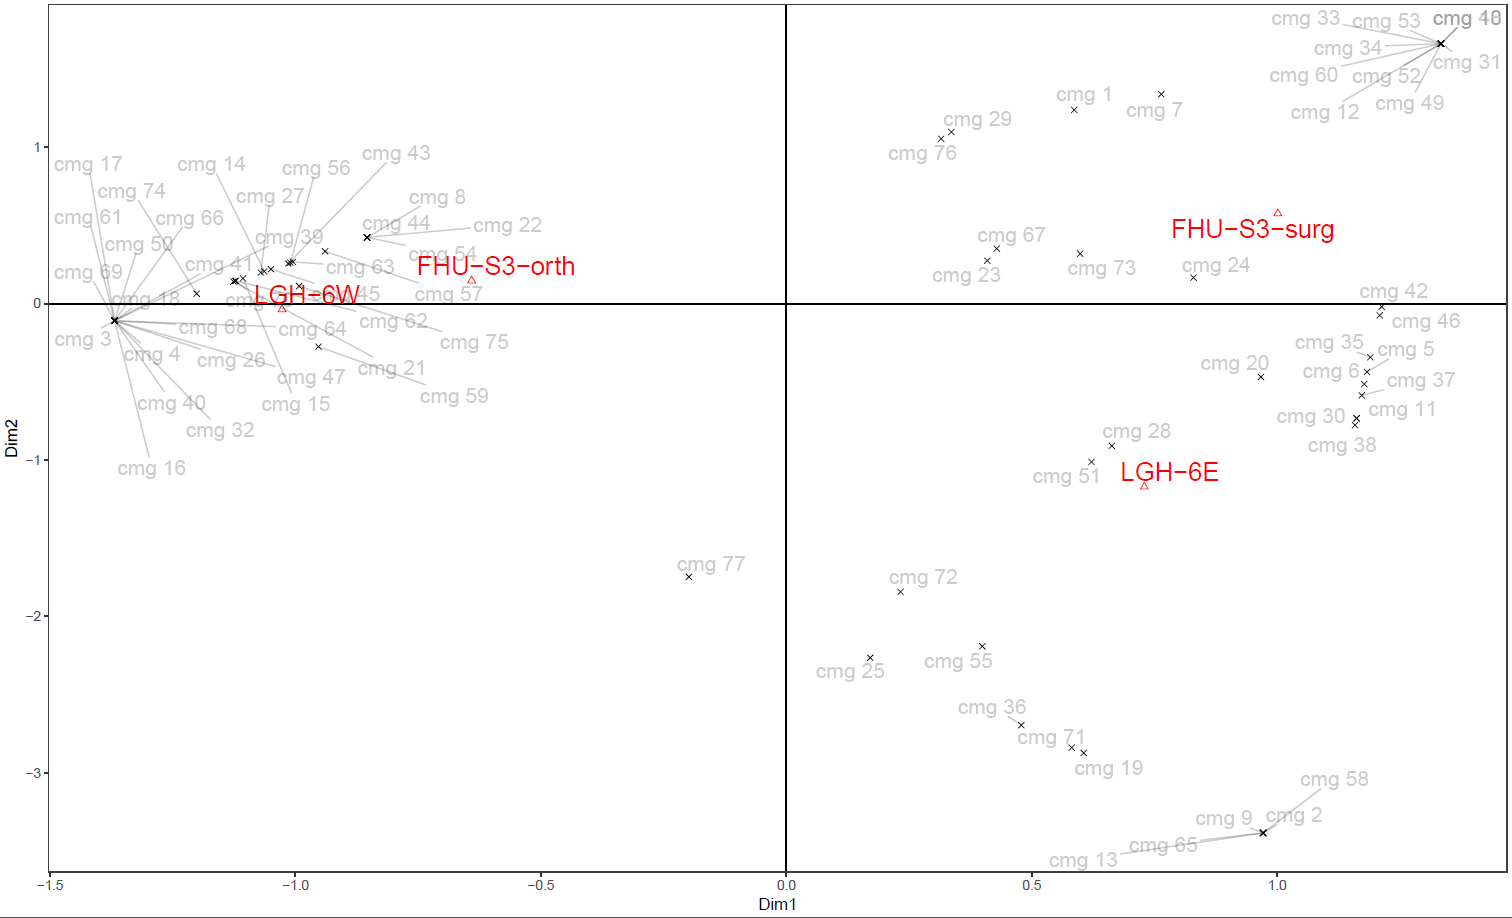 cmg 33
cmg 53
cmg 34
cmg 31
cmg 60
cmg 52
cmg 12
cmg 49
cmg 1
cmg 7
cmg 29
cmg 76
cmg 17
cmg 14
cmg 56
cmg 43
cmg 74
cmg 27
cmg 8
cmg 61
cmg 66
cmg 44
cmg 22
cmg 50
cmg 39
cmg 54
cmg 69
cmg 41
cmg 63
FHU-S3-orth
cmg 18
LGH-6W
cmg 57
cmg 3
cmg 68
cmg 64
cmg 62
cmg 75
cmg 4
cmg 26
cmg 21
cmg 47
cmg 59
cmg 40
cmg 15
cmg 32
cmg 16
FHU-S3-surg
cmg 67
cmg 23
cmg 73
cmg 24
cmg 42
cmg 46
cmg 35
cmg 5
cmg 20
cmg 6
cmg 37
cmg 30
cmg 11
cmg 38
cmg 28
cmg 51
LGH-6E
cmg 77
cmg 72
cmg 25
cmg 55
cmg 36
cmg 71
cmg 19
cmg 58
cmg 9
cmg 2
cmg 65
cmg 13
1
0
−1
−2
−3
Dim2
−1.5
−1.0
−0.5
0.0
0.5
1.0
Dim1